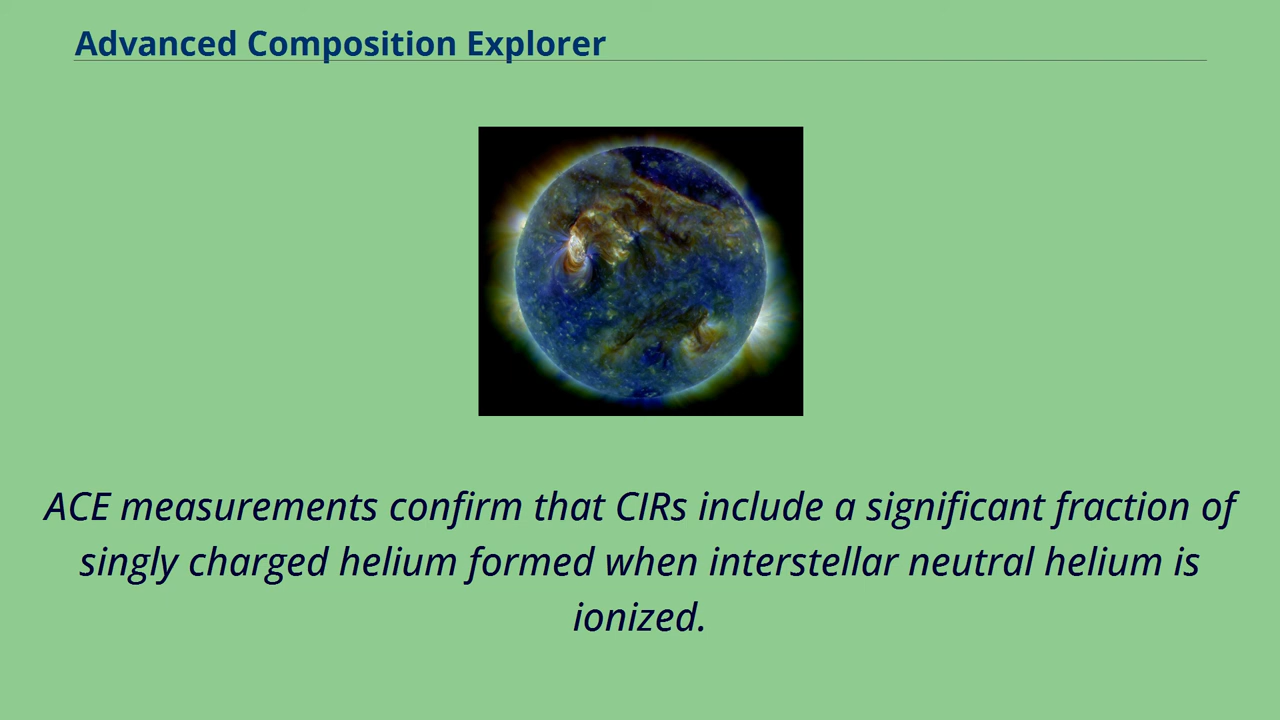 Advanced Composition Explorer
ACE measurements confirm that CIRs include a significant fraction of
singly charged helium formed when interstellar neutral helium is
ionized.